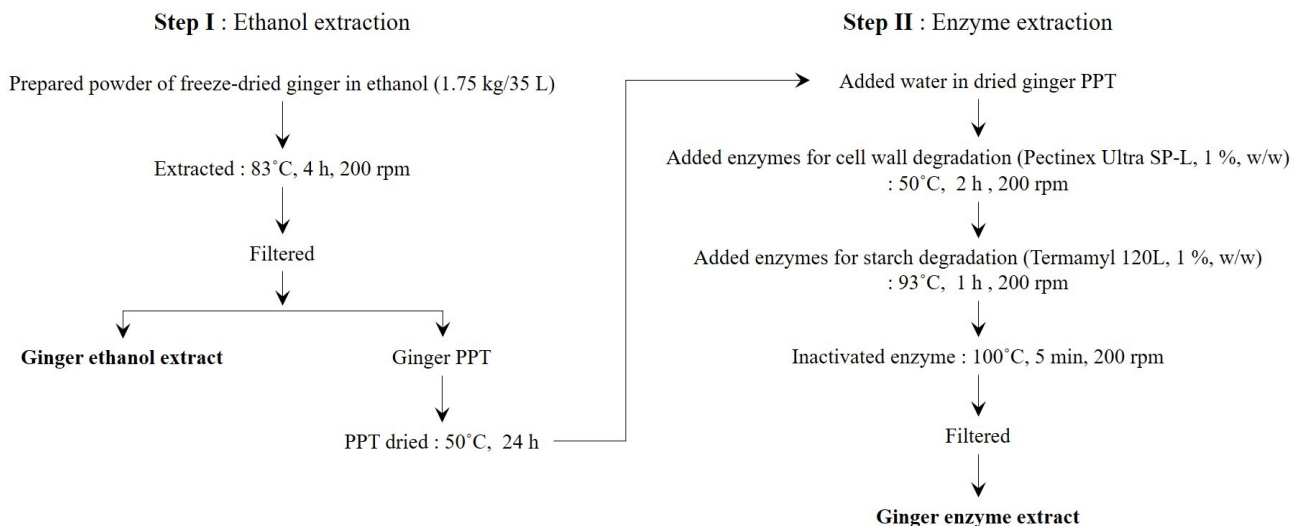 Step I : Ethanol extraction
Prepared powder of freeze-dried ginger in ethanol (1.75 kg/35 L)
Extracted : 83˚C, 4 h, 200 rpm
Filtered
Ginger ethanol extract
Ginger PPT
PPT dried : 50˚C, 24 h
Step II : Enzyme extraction
Added water in dried ginger PPT
Added enzymes for cell wall degradation (Pectinex Ultra SP-L, 1 %, w/w)
: 50˚C, 2 h , 200 rpm
Added enzymes for starch degradation (Termamyl 120L, 1 %, w/w)
: 93˚C, 1 h , 200 rpm
Inactivated enzyme : 100˚C, 5 min, 200 rpm
Filtered
Ginger enzyme extract